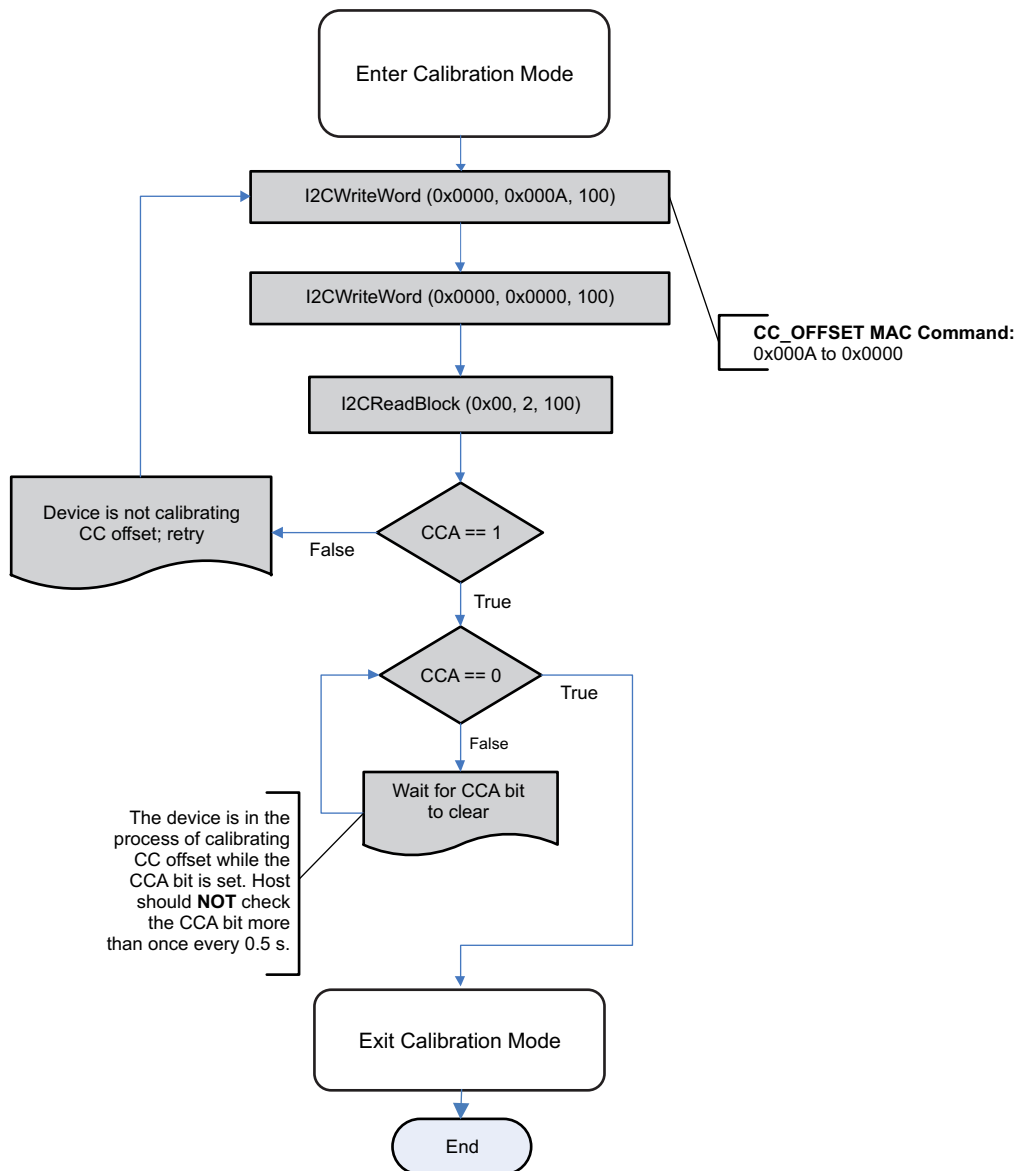 Enter Calibration Mode
I2CWriteWord (0x0000, 0x000A, 100)
I2CWriteWord (0x0000, 0x0000, 100)
CC_OFFSET MAC Command:
0x000A to 0x0000
I2CReadBlock (0x00, 2, 100)
Device is not calibrating
CC offset; retry
CCA == 1
False
True
CCA == 0
True
False
Wait for CCA bit
to clear
The device is in the
process of calibrating
CC offset while the
CCA bit is set. Host
should NOT check
the CCA bit more
than once every 0.5 s.
Exit Calibration Mode
End